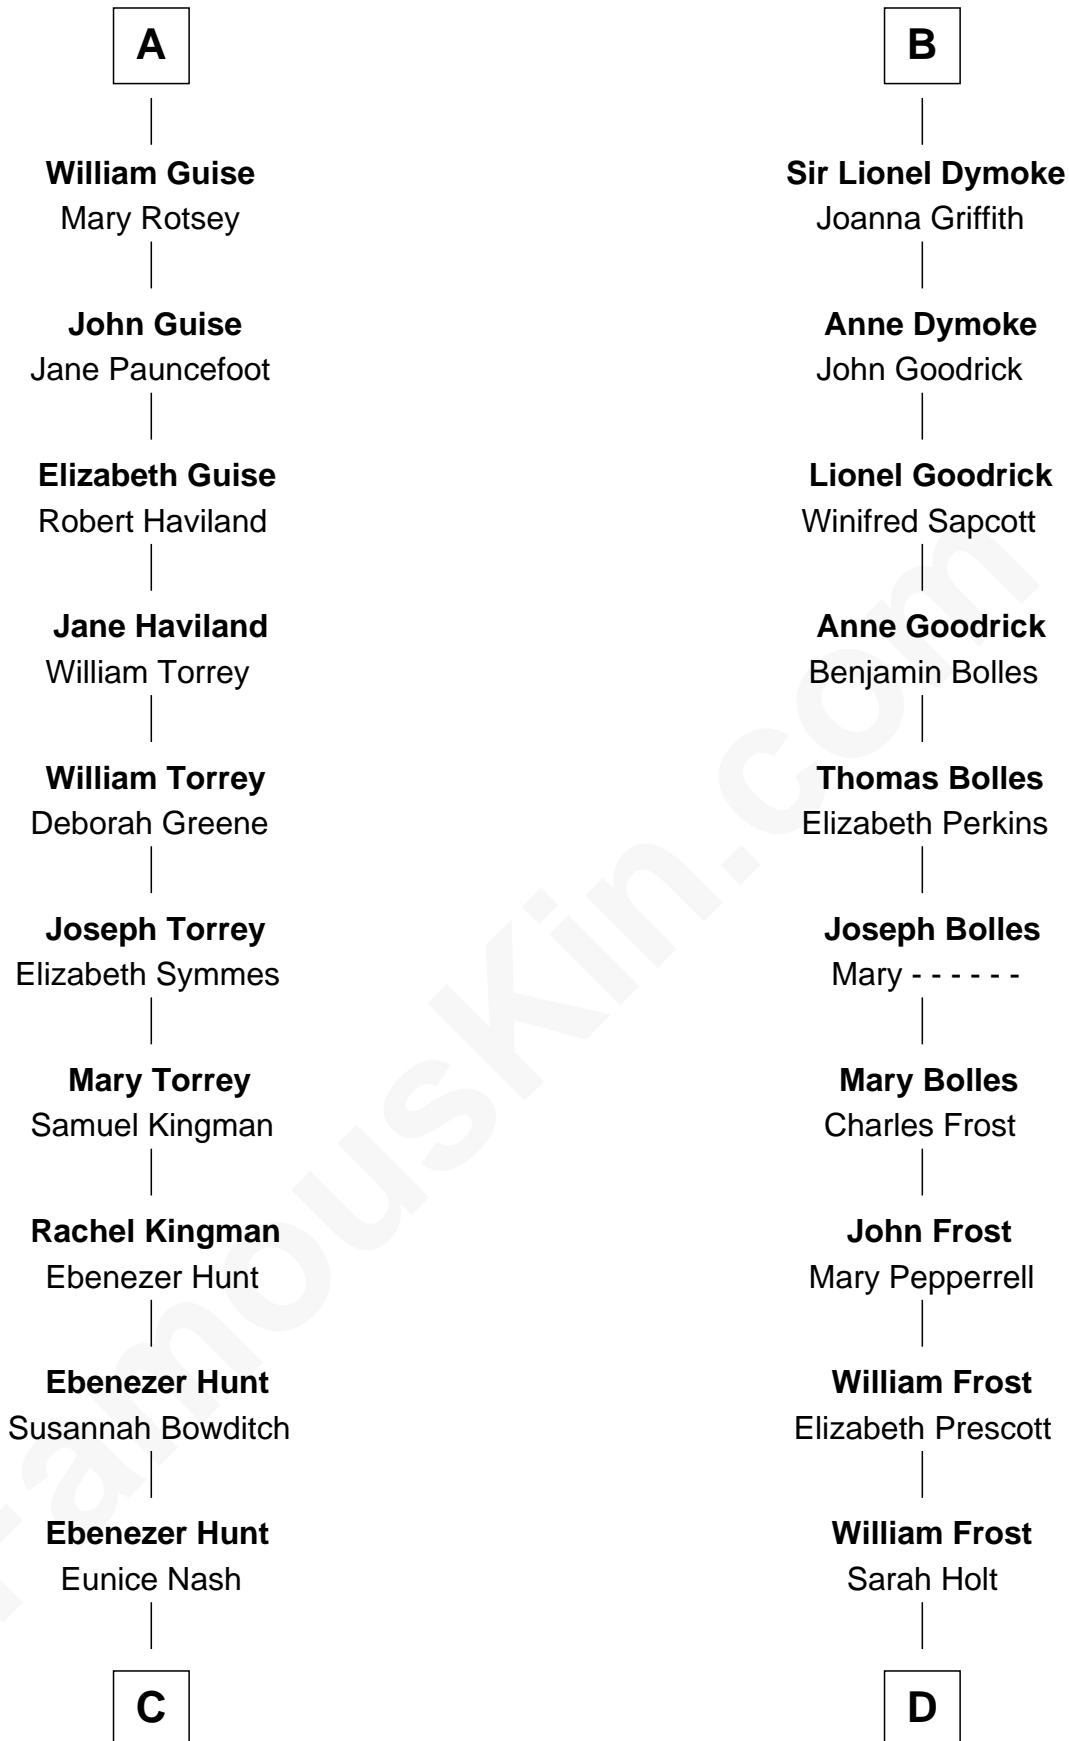 A
William Guise
Mary Rotsey
John Guise
Jane Pauncefoot
Elizabeth Guise
Robert Haviland
Jane Haviland
William Torrey
William Torrey
Deborah Greene
Joseph Torrey
Elizabeth Symmes
Mary Torrey
Samuel Kingman
Rachel Kingman
Ebenezer Hunt
Ebenezer Hunt
Susannah Bowditch
Ebenezer Hunt
Eunice Nash
C
B
Sir Lionel Dymoke
Joanna Griffith
Anne Dymoke
John Goodrick
Lionel Goodrick
Winifred Sapcott
Anne Goodrick
Benjamin Bolles
Thomas Bolles
Elizabeth Perkins
Joseph Bolles
Mary - - - - - -
Mary Bolles
Charles Frost
John Frost
Mary Pepperrell
William Frost
Elizabeth Prescott
William Frost
Sarah Holt
D
FamousKin.com